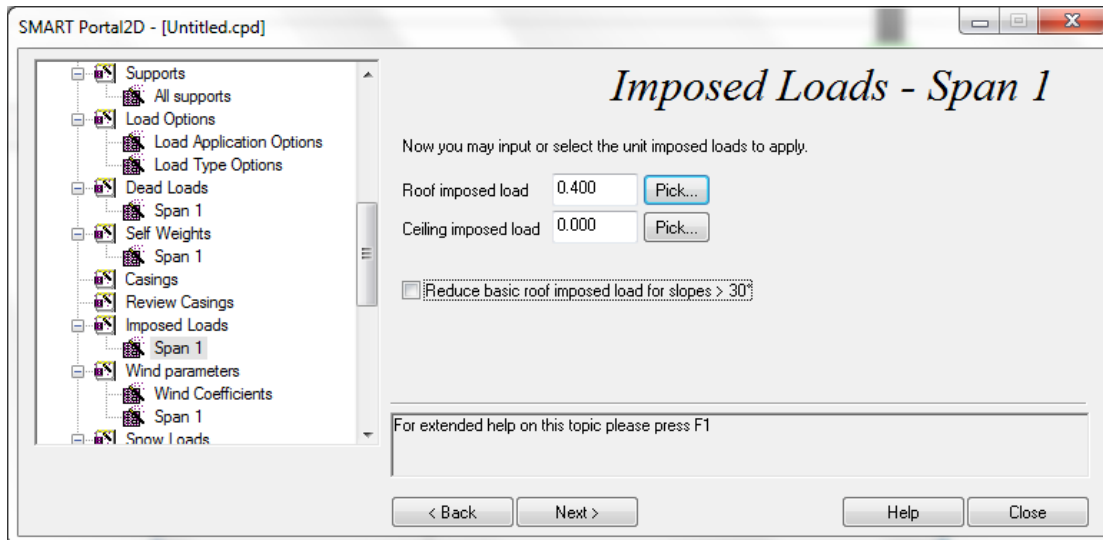 SMART Portal2D - [Untitled.cpd]
Supports
All supports
Load Options
Load Application Options
Load Type Options
Dead Loads
Span 1
Self Weights
Span 1
Casings
Review Casings
Imposed Loads
Span 1
Wind parameters
Wind Coefficients
Span 1
Snow Loads
Imposed Loads - Span 1
Now you may input or select the unit imposed loads to apply.
Roof imposed load 0.400 Pick...
Ceiling imposed load 0.000 Pick...
Reduce basic roof imposed load for slopes > 30°
For extended help on this topic please press F1
< Back Next > Help Close